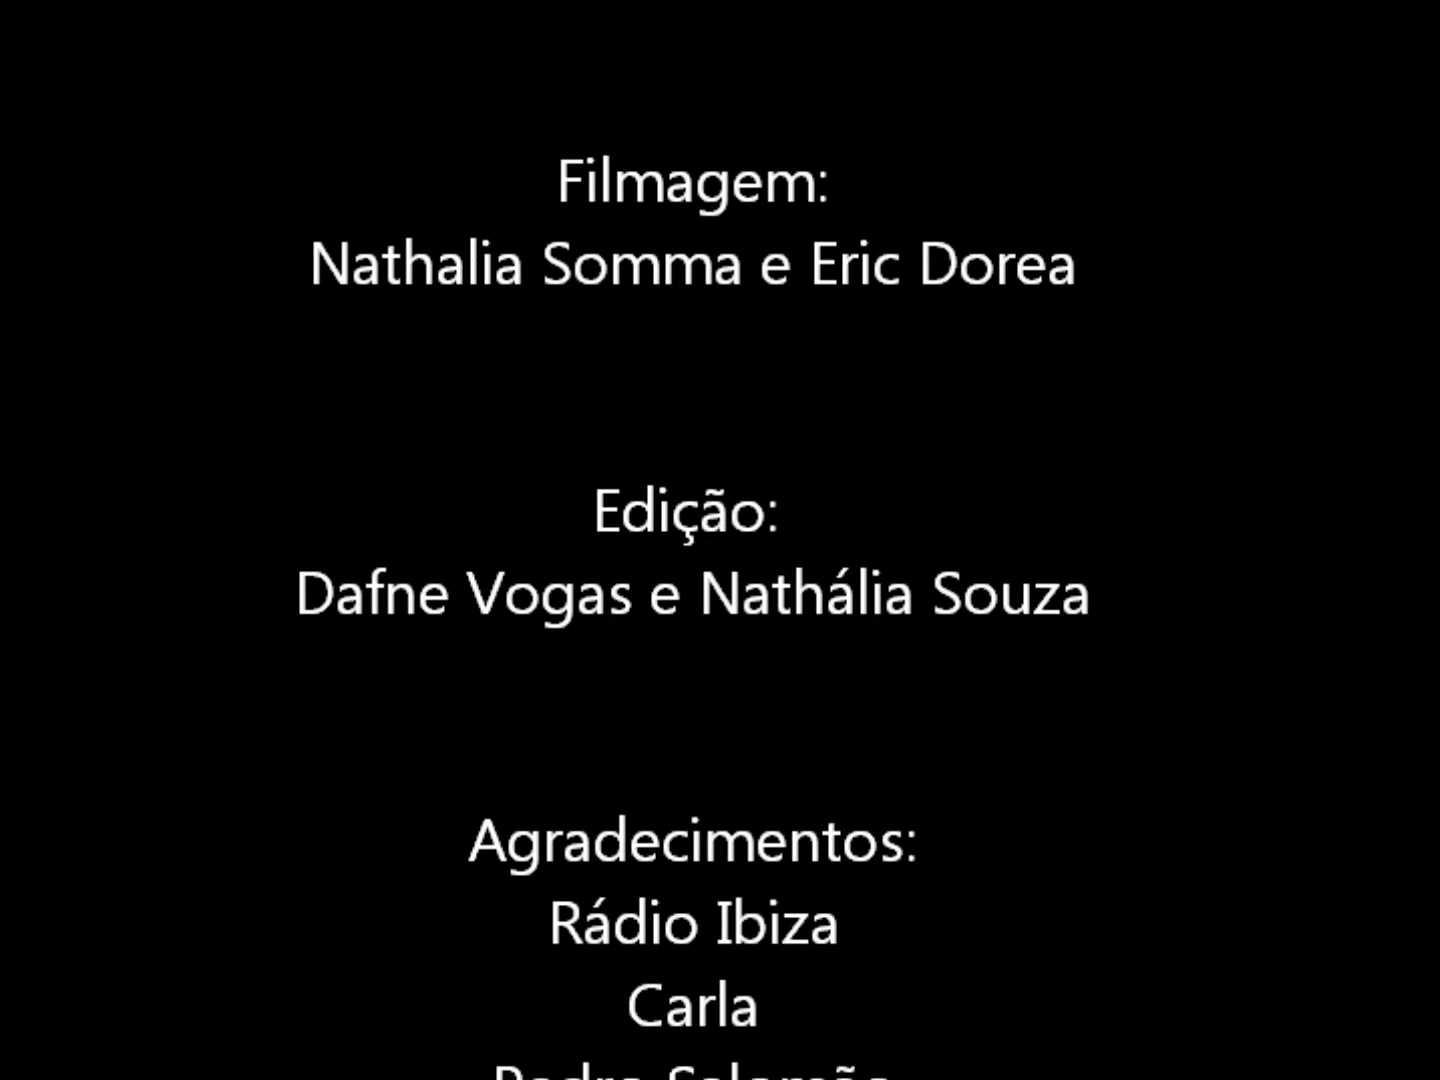 Filmagem:
Nathalia Somma e Eric Dorea
Edição:
Dafne Vogas e Nathália Souza
Agradecimentos:
Rádio Ibiza
Carla